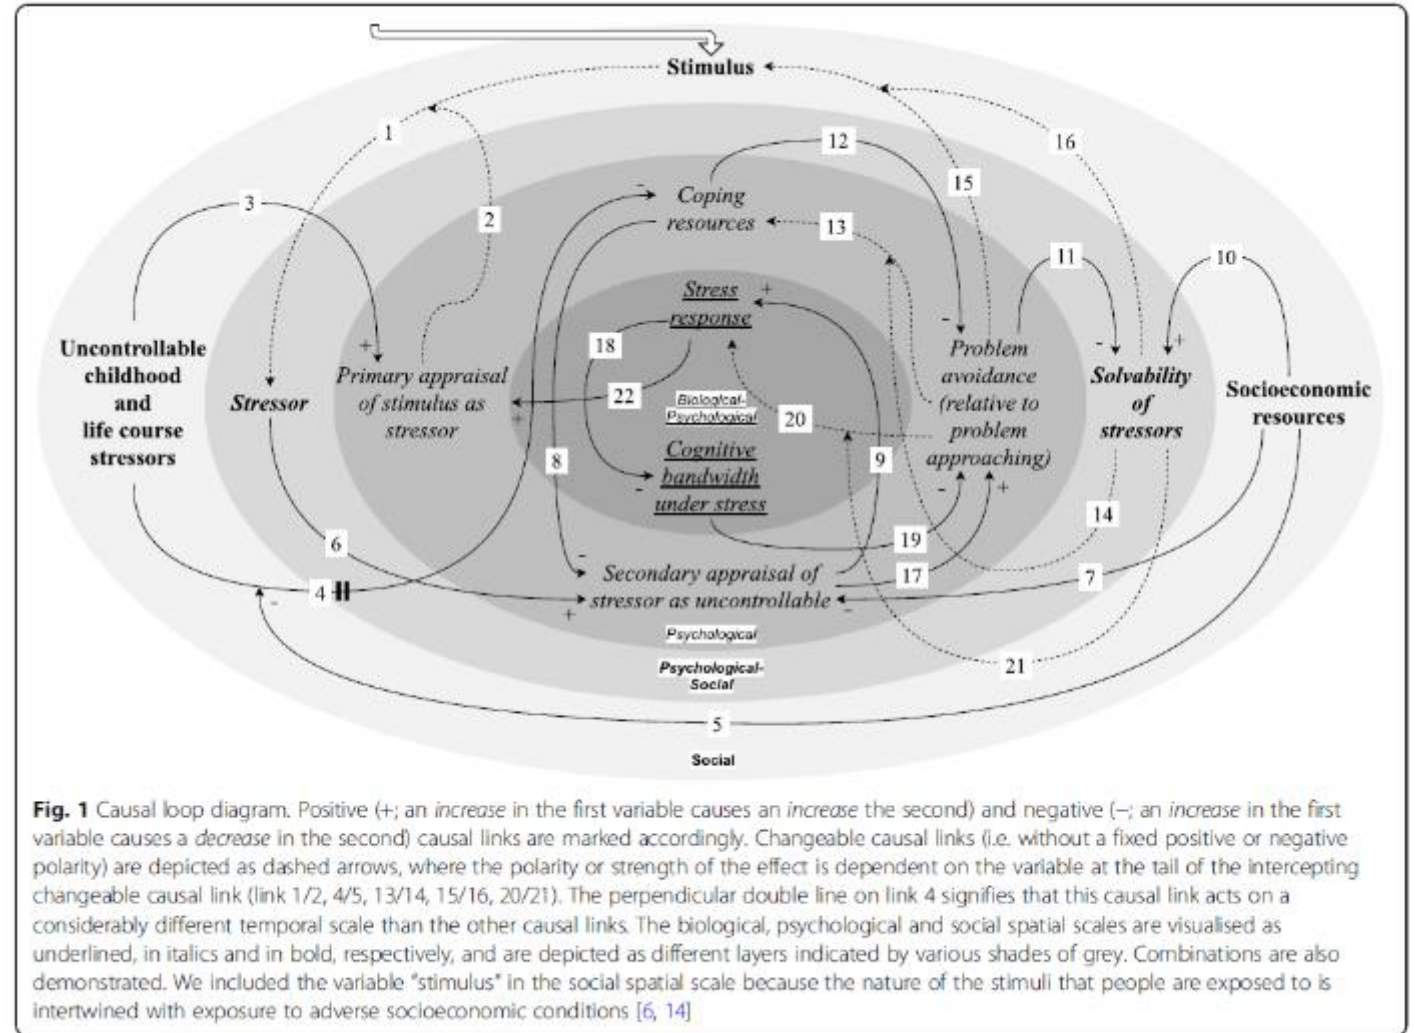 Stimulus
1
2
3
12
16
15
Coping
resources
-
13
11
10
Stress
response
+
18
22
Biological-
Psychological
20
Cognitive
bandwidth
under stress
-
8
9
Uncontrollable
childhood
and
life course
stressors
Stressor
+
Primary appraisal
of stimulus as
stressor
+
-
Problem
avoidance
(relative to
problem
approaching)
-
+
-
+
Solvability
of
stressors
Socioeconomic
resources
14
19
17
7
6
4
-
-
Secondary appraisal of
stressor as uncontrollable
+
-
Psychological
Psychological-
Social
21
5
Social
Fig. 1 Causal loop diagram. Positive (+; an increase in the first variable causes an increase the second) and negative (−; an increase in the first
variable causes a decrease in the second) causal links are marked accordingly. Changeable causal links (i.e. without a fixed positive or negative
polarity) are depicted as dashed arrows, where the polarity or strength of the effect is dependent on the variable at the tail of the intercepting
changeable causal link (link 1/2, 4/5, 13/14, 15/16, 20/21). The perpendicular double line on link 4 signifies that this causal link acts on a
considerably different temporal scale than the other causal links. The biological, psychological and social spatial scales are visualised as
underlined, in italics and in bold, respectively, and are depicted as different layers indicated by various shades of grey. Combinations are also
demonstrated. We included the variable "stimulus" in the social spatial scale because the nature of the stimuli that people are exposed to is
intertwined with exposure to adverse socioeconomic conditions [6, 14]